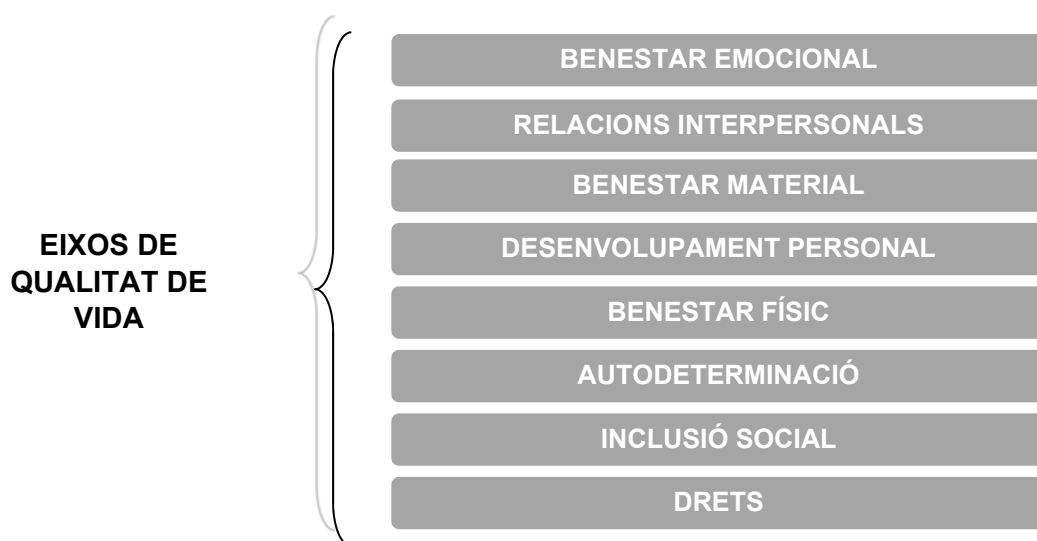 EIXOS DE
QUALITAT DE
VIDA
BENESTAR EMOCIONAL
RELACIONS INTERPERSONALS
BENESTAR MATERIAL
DESENVOLUPAMENT PERSONAL
BENESTAR FÍSIC
AUTODETERMINACIÓ
INCLUSIÓ SOCIAL
DRETS